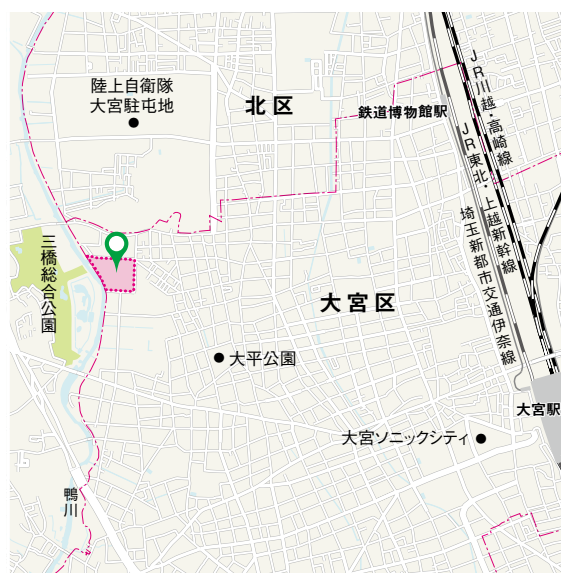 陸上自衛隊
大宮駐屯地
北区
鉄道博物館駅
JR川越・高崎線
JR東北・上越新幹線
埼玉新都市交通伊奈線
三橋総合公園
大宮区
大平公園
大宮駅
大宮ソニックシティ
鴨川